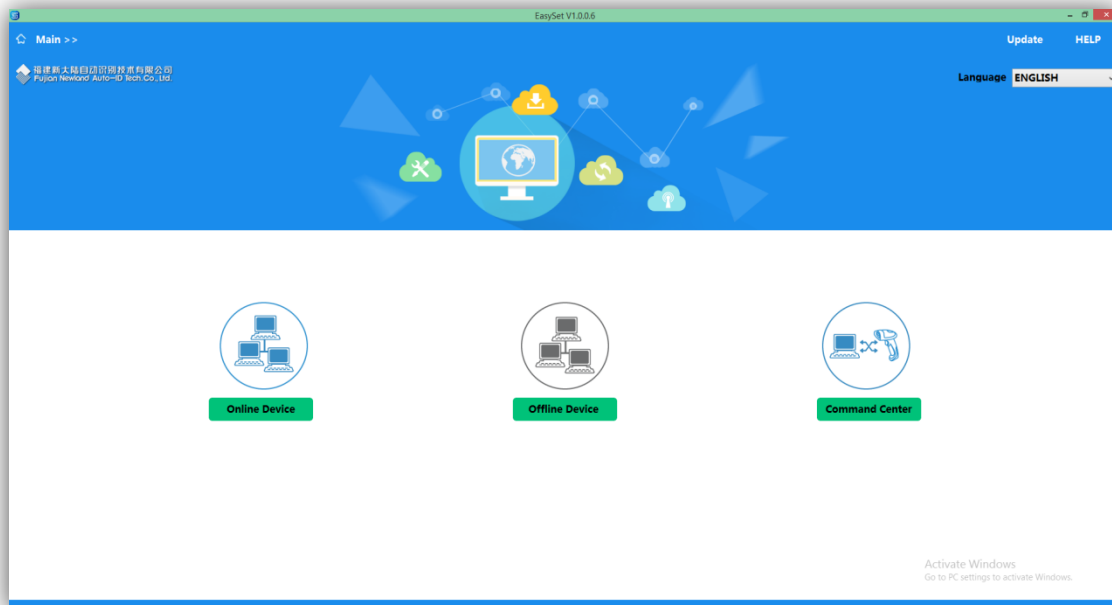 EasySet V1.0.0.6
Main >>
Update
HELP
福建新大陆自动识别技术有限公司
Fujian Newland Auto-ID Tech.Co.,Ltd.
Language
ENGLISH
Online Device
Offline Device
Command Center
Activate Windows
Go to PC settings to activate Windows.